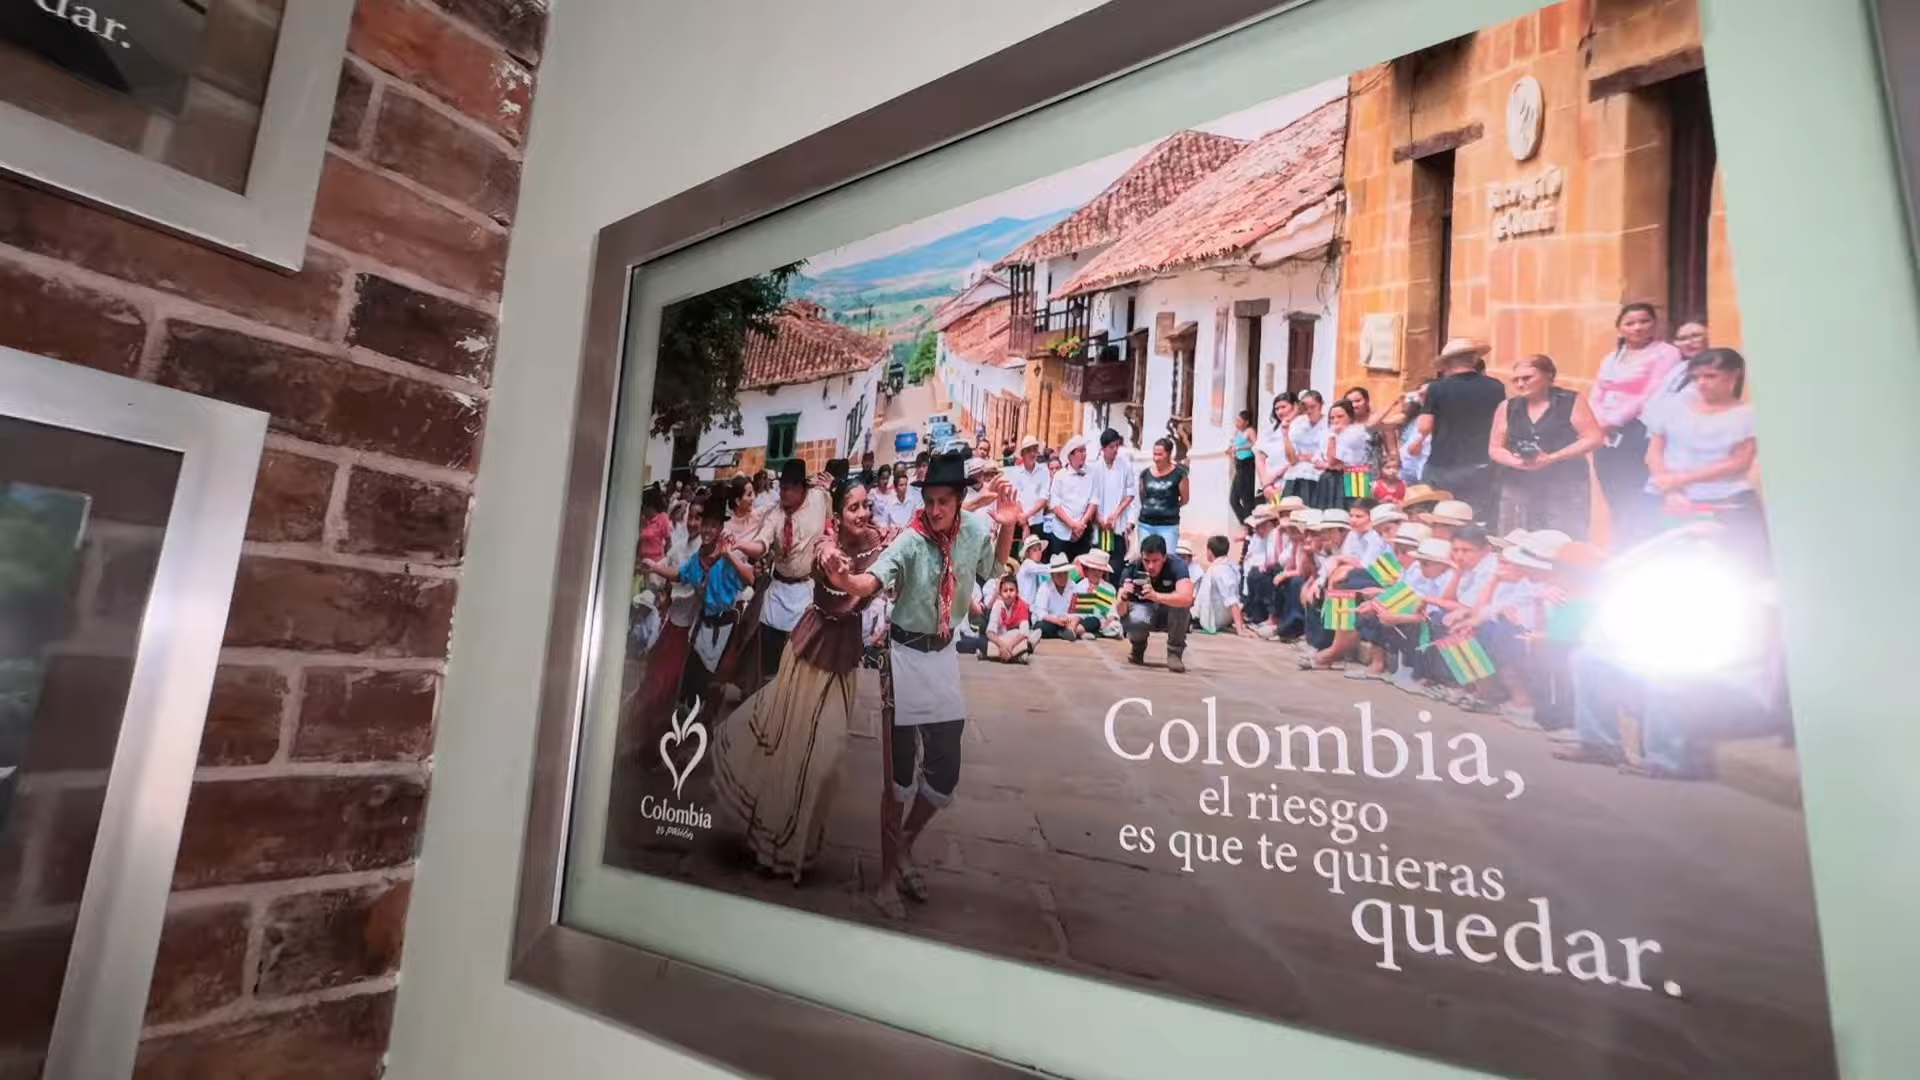 dar.
Colombia,
el riesgo
es que te quieras
quedar.
Colombia
es pasión